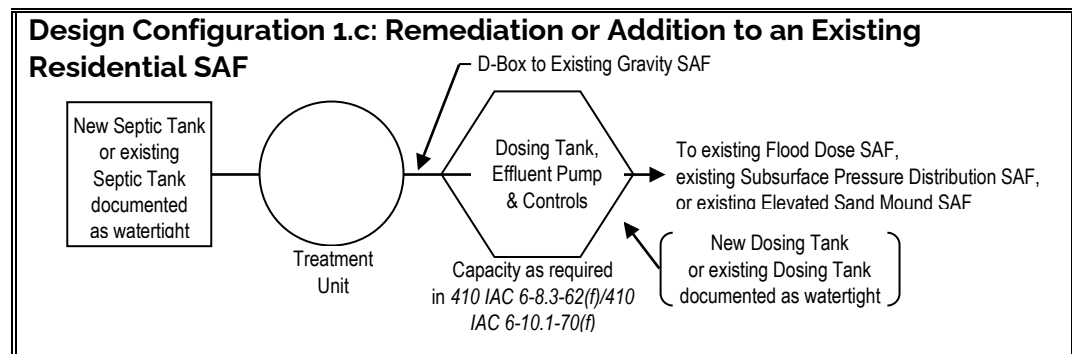 Design Configuration 1.c: Remediation or Addition to an Existing
Residential SAF
D-Box to Existing Gravity SAF
New Septic Tank
or existing
Septic Tank
documented
as watertight
Treatment
Unit
Dosing Tank,
Effluent Pump
& Controls
Capacity as required
in 410 IAC 6-8.3-62(f)/410
IAC 6-10.1-70(f)
To existing Flood Dose SAF,
existing Subsurface Pressure Distribution SAF,
or existing Elevated Sand Mound SAF
New Dosing Tank
or existing Dosing Tank
documented as watertight